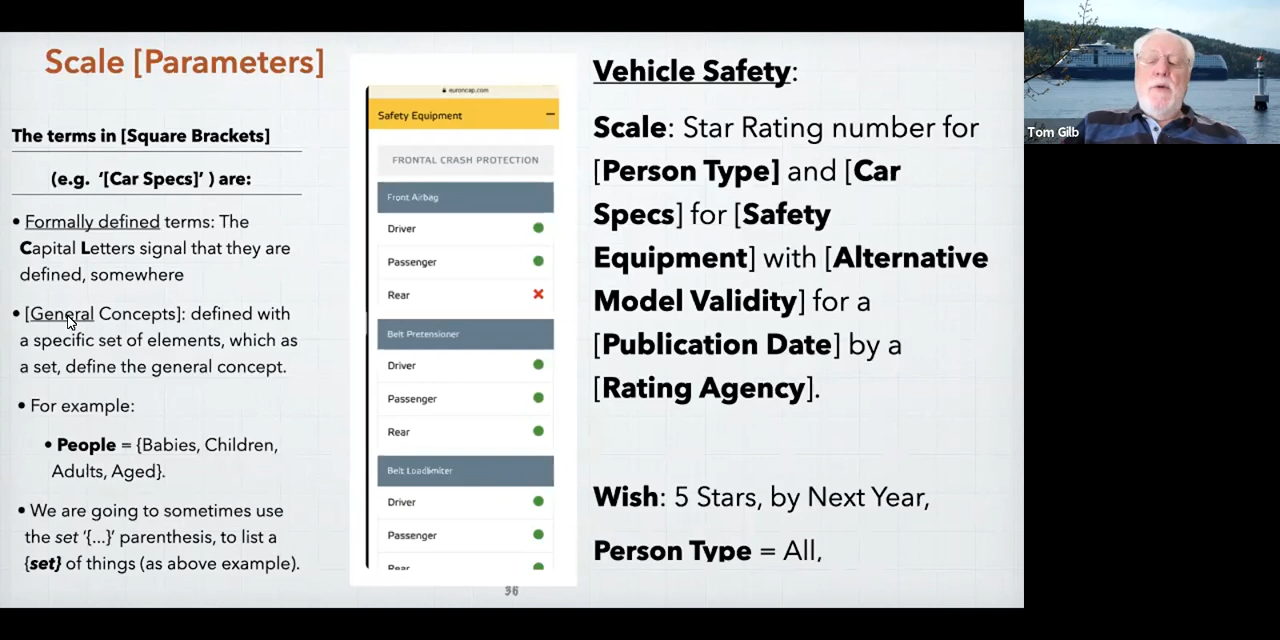 Scale [Parameters]
The terms in [Square Brackets]
(e.g. ‘[Car Specs]’ ) are:
• Formally defined terms: The
Capital Letters signal that they are
defined, somewhere
• [General Concepts]: defined with
a specific set of elements, which as
a set, define the general concept.
• For example:
• People = {Babies, Children,
Adults, Aged}.
• We are going to sometimes use
the set ‘{...}’ parenthesis, to list a
{set} of things (as above example).
euroncap.com
Safety Equipment
FRONTAL CRASH PROTECTION
Front Airbag
Driver
Passenger
Rear
Belt Pretensioner
Driver
Passenger
Rear
Belt Loadlimiter
Driver
Passenger
Rear
36
Vehicle Safety:
Scale: Star Rating number for
[Person Type] and [Car
Specs] for [Safety
Equipment] with [Alternative
Model Validity] for a
[Publication Date] by a
[Rating Agency].
Wish: 5 Stars, by Next Year,
Person Type = All,
Tom Gilb